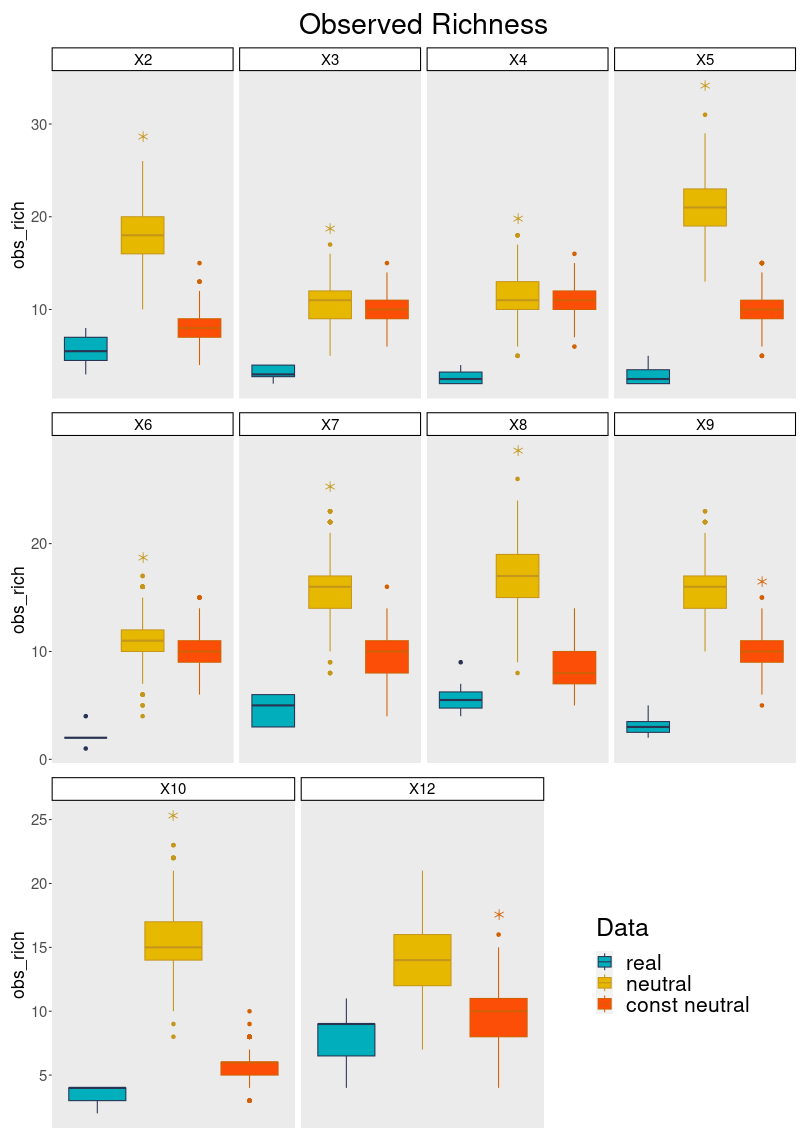 Observed Richness
X2 X3 X4 X5
obs_rich
30
20
10
X6 X7 X8 X9
obs_rich
20
10
0
X10 X12
obs_rich
25
20
15
10
5
Data
real
neutral
const neutral